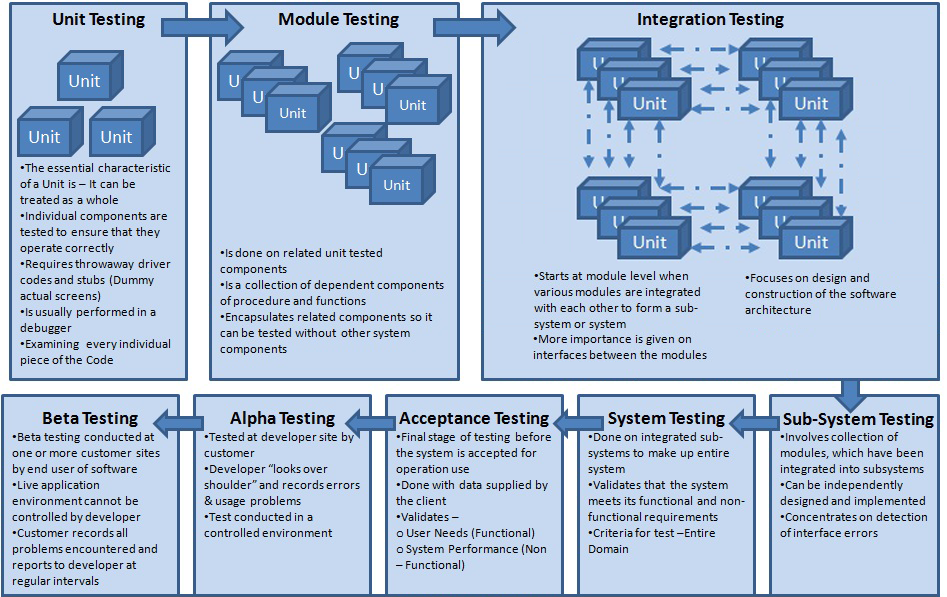 Unit Testing
Unit
Unit
Unit
•The essential characteristic
of a Unit is – It can be
treated as a whole
•Individual components are
tested to ensure that they
operate correctly
•Requires throwaway driver
codes and stubs (Dummy
actual screens)
•Is usually performed in a
debugger
•Examining every individual
piece of the Code
Module Testing
U
U
Unit
U
U
Unit
U
U
Unit
•Is done on related unit tested
components
•Is a collection of dependent components
of procedure and functions
•Encapsulates related components so it
can be tested without other system
components
Integration Testing
U
U
Unit
U
U
Unit
U
U
Unit
U
U
Unit
•Starts at module level when
various modules are integrated
with each other to form a sub-
system or system
•More importance is given on
interfaces between the modules
•Focuses on design and
construction of the software
architecture
Beta Testing
•Beta testing conducted at
one or more customer sites
by end user of software
•Live application
environment cannot be
controlled by developer
•Customer records all
problems encountered and
reports to developer at
regular intervals
Alpha Testing
•Tested at developer site by
customer
•Developer “looks over
shoulder” and records errors
& usage problems
•Test conducted in a
controlled environment
Acceptance Testing
•Final stage of testing before
the system is accepted for
operation use
•Done with data supplied by
the client
•Validates –
o User Needs (Functional)
o System Performance (Non
– Functional)
System Testing
•Done on integrated sub-
systems to make up entire
system
•Validates that the system
meets its functional and non-
functional requirements
•Criteria for test –Entire
Domain
Sub-System Testing
•Involves collection of
modules, which have been
integrated into subsystems
•Can be independently
designed and implemented
•Concentrates on detection
of interface errors